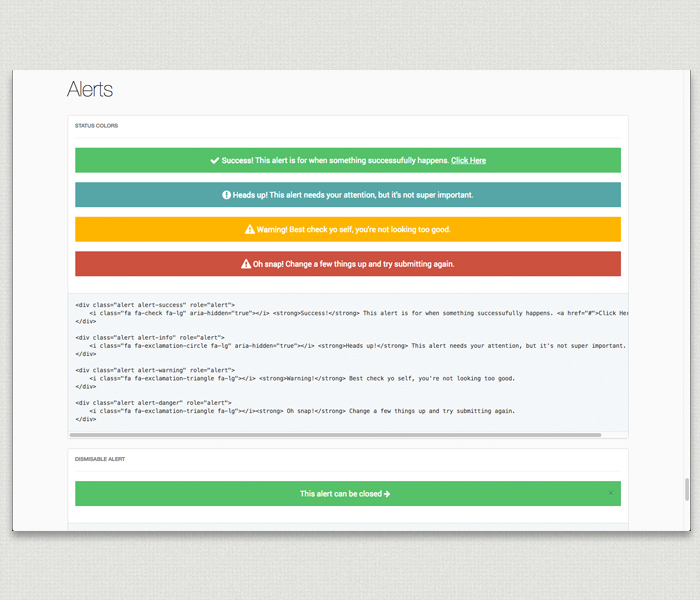 Alerts
STATUS COLORS
Success! This alert is for when something successufully happens. Click Here
Heads up! This alert needs your attention, but it's not super important.
Warning! Best check yo self, you're not looking too good.
Oh snap! Change a few things up and try submitting again.
<div class="alert alert-success" role="alert">
<i class="fa fa-check fa-lg" aria-hidden="true"></i> <strong>Success!</strong> This alert is for when something successfully happens. <a href="#">Click Her
</div>
<div class="alert alert-info" role="alert">
<i class="fa fa-exclamation-circle fa-lg" aria-hidden="true"></i> <strong>Heads up!</strong> This alert needs your attention, but it's not super important.
</div>
<div class="alert alert-warning" role="alert">
<i class="fa fa-exclamation-triangle fa-lg"></i> <strong>Warning!</strong> Best check yo self, you're not looking too good.
</div>
<div class="alert alert-danger" role="alert">
<i class="fa fa-exclamation-triangle fa-lg"></i><strong> Oh snap!</strong> Change a few things up and try submitting again.
</div>
DISMISABLE ALERT
This alert can be closed →
×